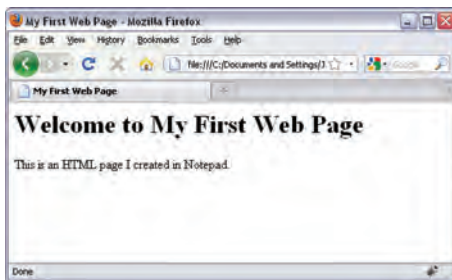 My First Web Page - Mozilla Firefox
File Edit View History Bookmarks Tools Help
file:///C:/Documents and Settings/J
Google
My First Web Page
Welcome to My First Web Page
This is an HTML page I created in Notepad.
Done